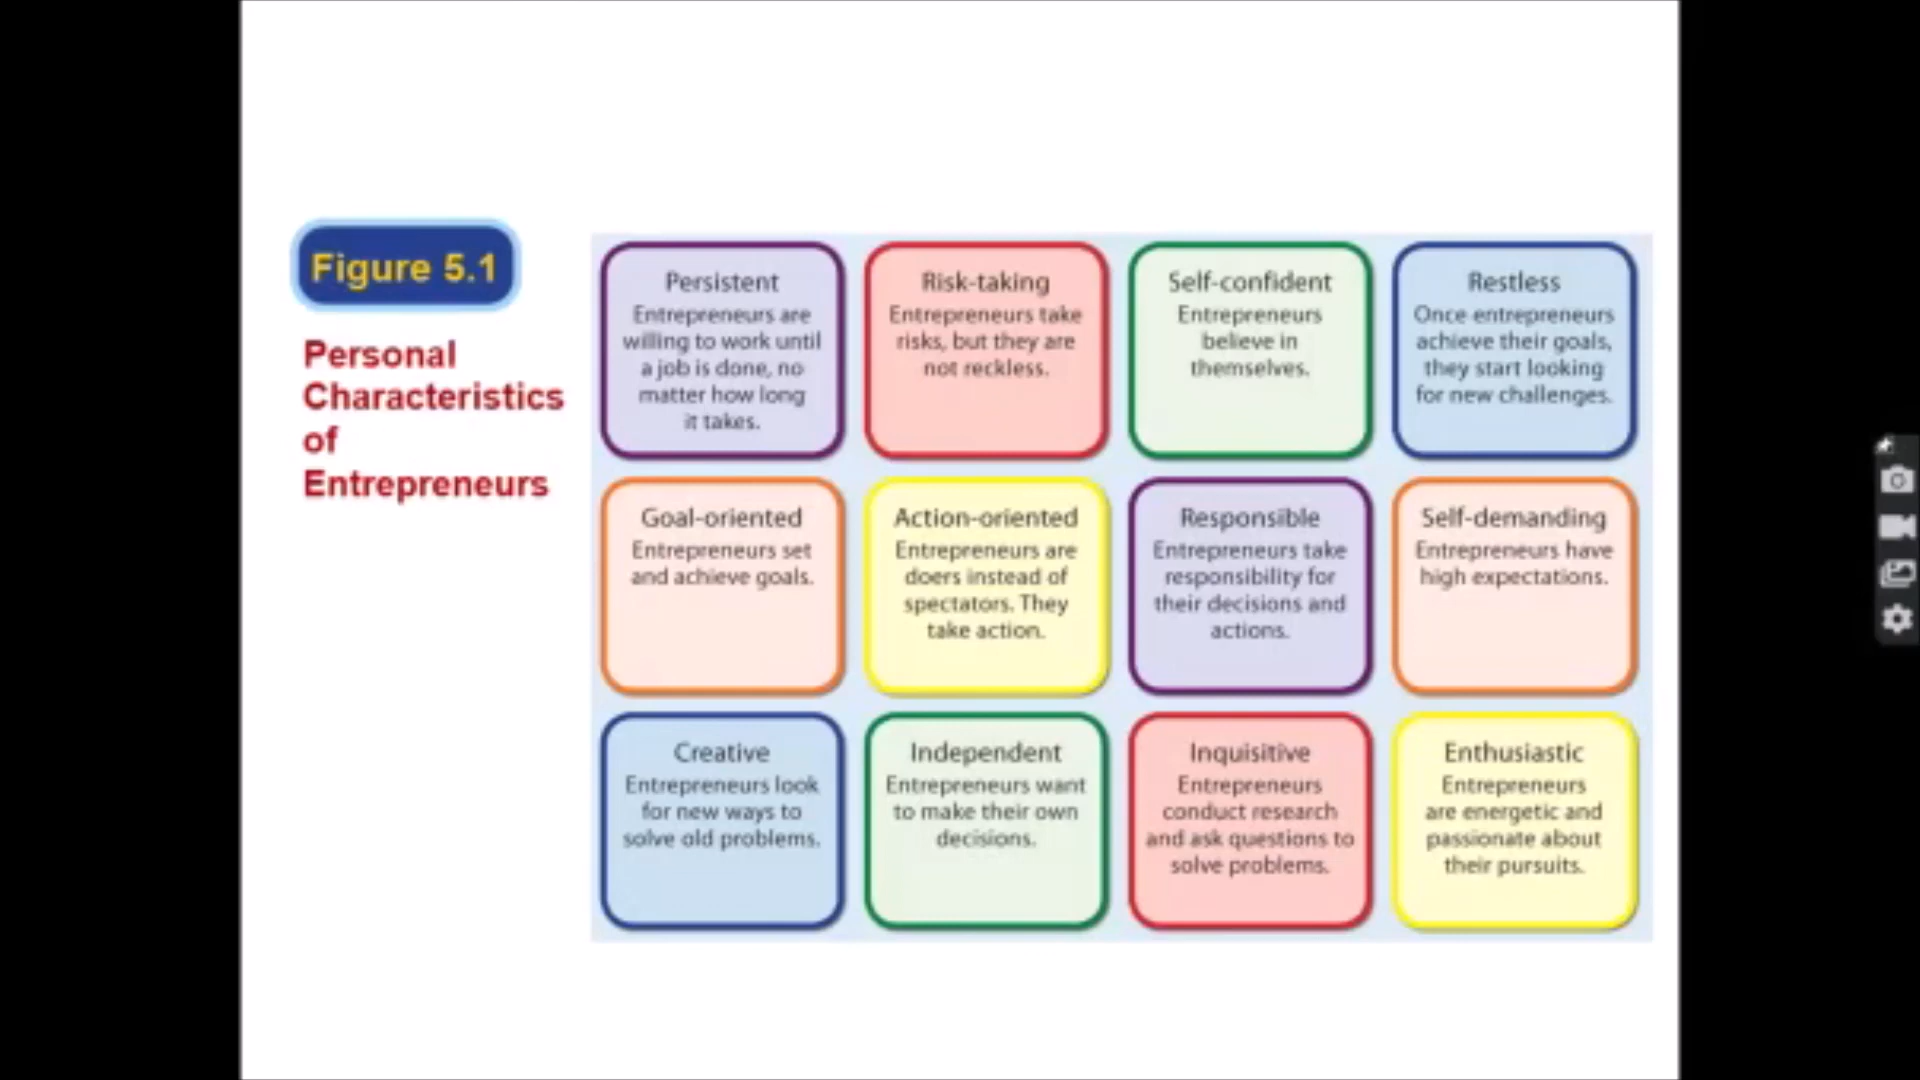 Figure 5.1
Personal
Characteristics
of
Entrepreneurs
Persistent
Entrepreneurs are
willing to work until
a job is done, no
matter how long
it takes.
Risk-taking
Entrepreneurs take
risks, but they are
not reckless.
Self-confident
Entrepreneurs
believe in
themselves.
Restless
Once entrepreneurs
achieve their goals,
they start looking
for new challenges.
Goal-oriented
Entrepreneurs set
and achieve goals.
Action-oriented
Entrepreneurs are
doers instead of
spectators. They
take action.
Responsible
Entrepreneurs take
responsibility for
their decisions and
actions.
Self-demanding
Entrepreneurs have
high expectations.
Creative
Entrepreneurs look
for new ways to
solve old problems.
Independent
Entrepreneurs want
to make their own
decisions.
Inquisitive
Entrepreneurs
conduct research
and ask questions to
solve problems.
Enthusiastic
Entrepreneurs
are energetic and
passionate about
their pursuits.